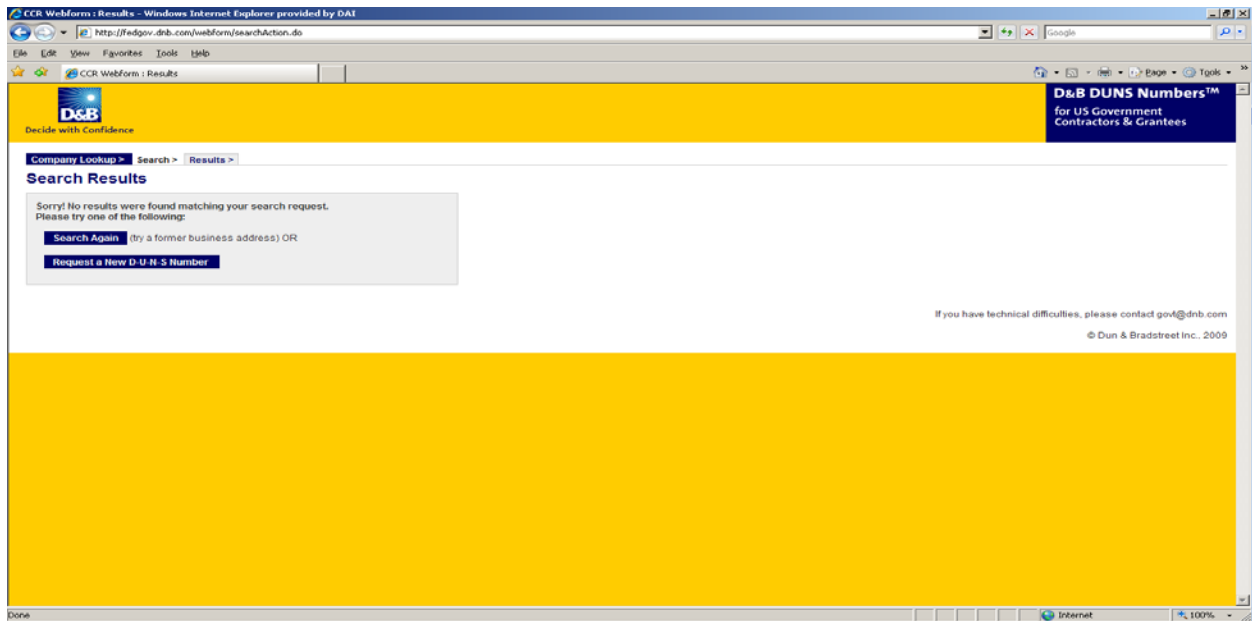 CCR Webform : Results - Windows Internet Explorer provided by DAI
http://fedgov.dnb.com/webform/searchAction.do
Google
File Edit View Favorites Tools Help
CCR Webform : Results
Page Tools
D&B
Decide with Confidence
D&B DUNS Numbers™
for US Government
Contractors & Grantees
Company Lookup > Search > Results >
Search Results
Sorry! No results were found matching your search request.
Please try one of the following:
Search Again (try a former business address) OR
Request a New D-U-N-S Number
If you have technical difficulties, please contact govt@dnb.com
© Dun & Bradstreet Inc., 2009
Done
Internet
100%